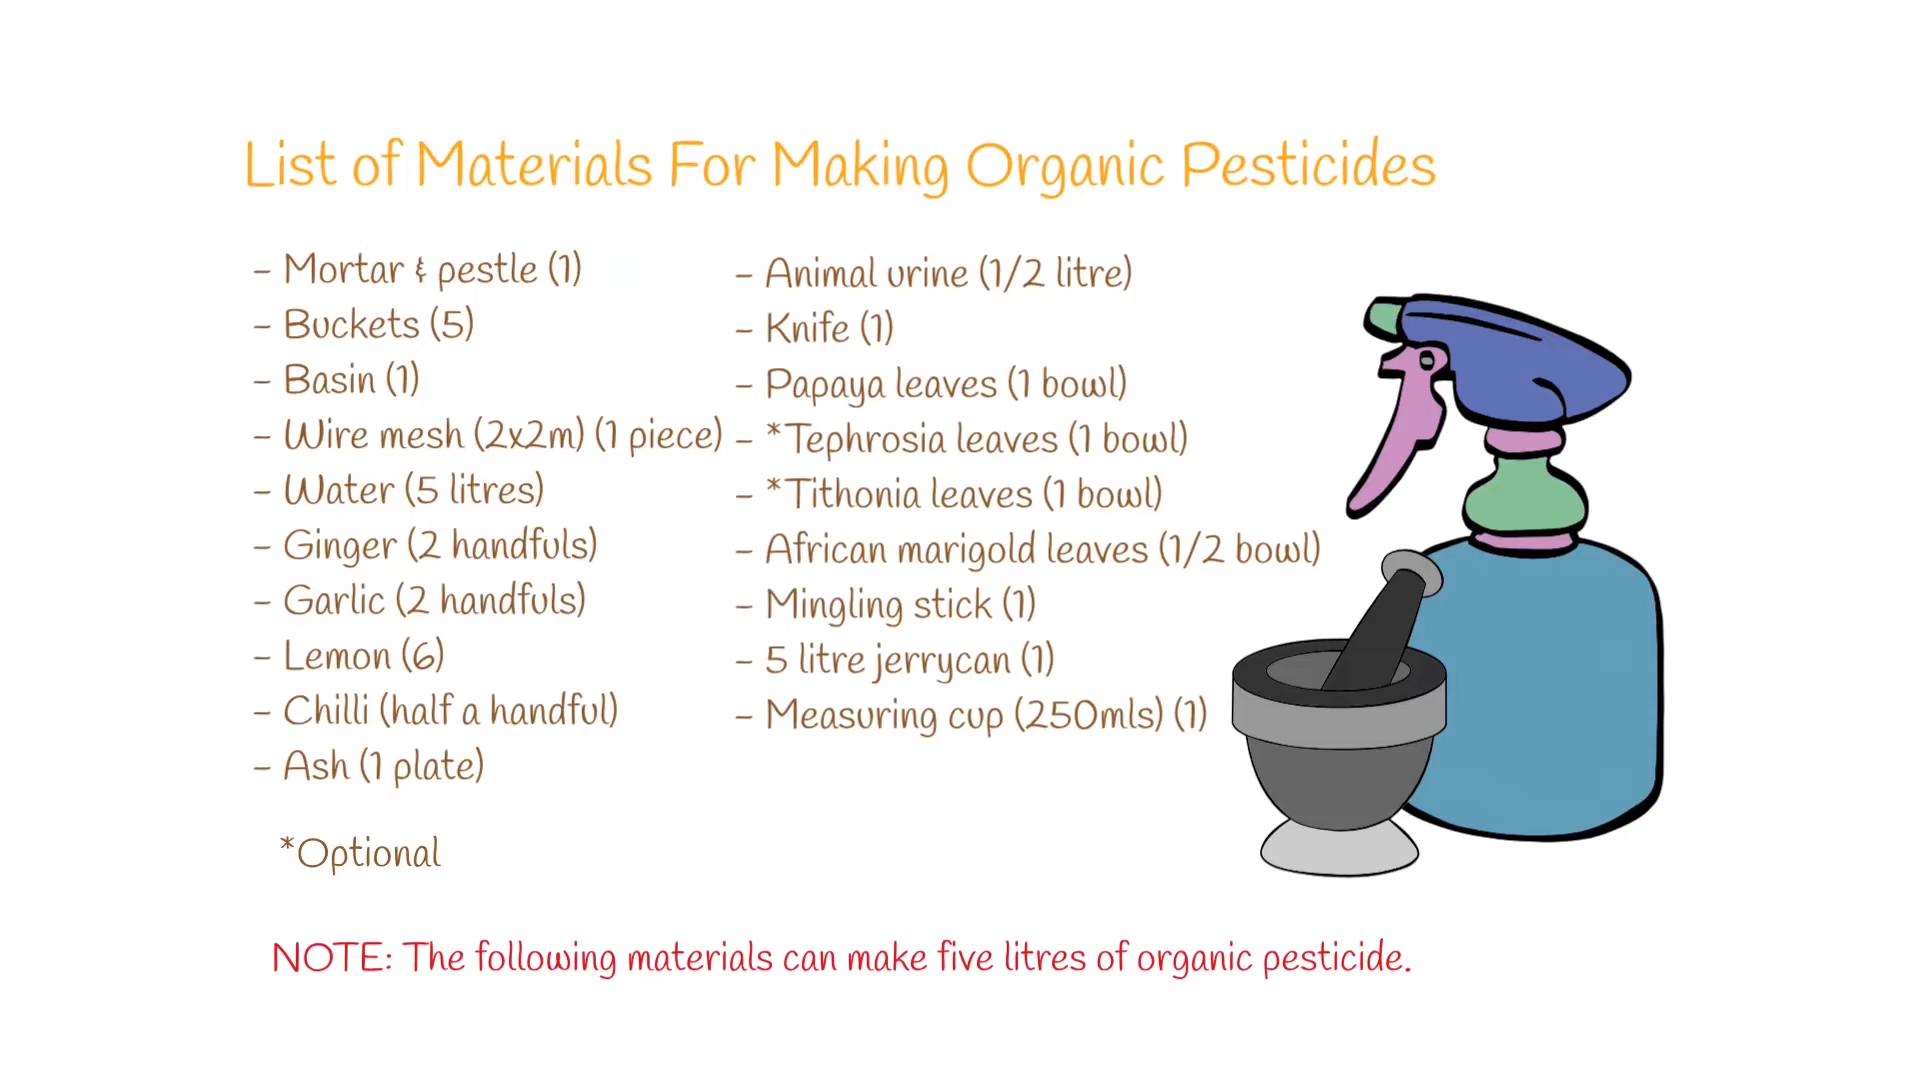 List of Materials For Making Organic Pesticides
- Mortar & pestle (1)
- Buckets (5)
- Basin (1)
- Wire mesh (2x2m) (1 piece)
- Water (5 litres)
- Ginger (2 handfuls)
- Garlic (2 handfuls)
- Lemon (6)
- Chilli (half a handful)
- Ash (1 plate)
- Animal urine (1/2 litre)
- Knife (1)
- Papaya leaves (1 bowl)
- *Tephrosia leaves (1 bowl)
- *Tithonia leaves (1 bowl)
- African marigold leaves (1/2 bowl)
- Mingling stick (1)
- 5 litre jerrycan (1)
- Measuring cup (250mls) (1)
*Optional
NOTE: The following materials can make five litres of organic pesticide.